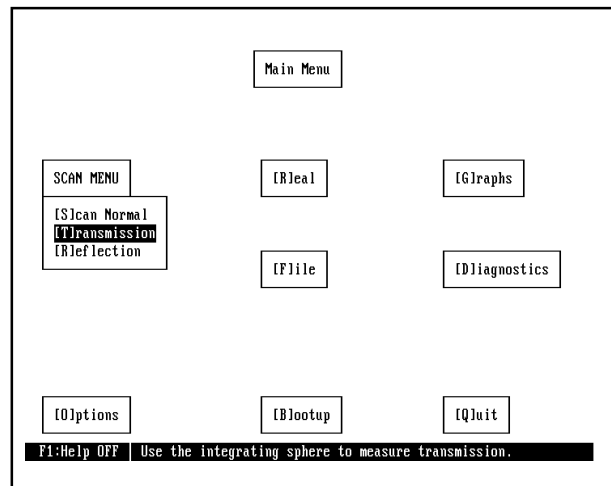 Main Menu
SCAN MENU
[R]eal
[G]raphs
[S]can Normal
[T]ransmission
[R]eflection
[F]ile
[D]iagnostics
[O]ptions
[B]ootup
[Q]uit
F1:Help OFF
Use the integrating sphere to measure transmission.